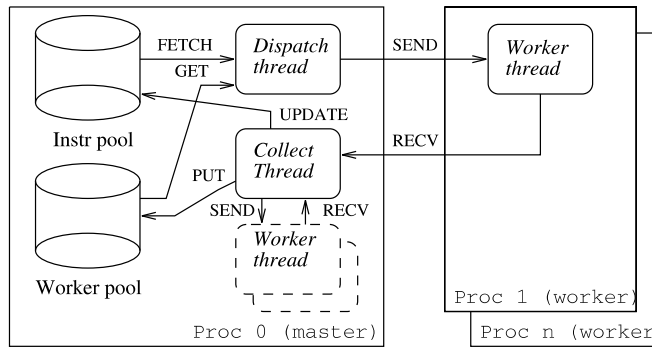 FETCH
Dispatch
thread
SEND
Worker
thread
GET
Instr pool
UPDATE
Collect
Thread
RECV
PUT
SEND
RECV
Worker
thread
Worker pool
Proc 1 (worker)
Proc 0 (master)
Proc n (worker